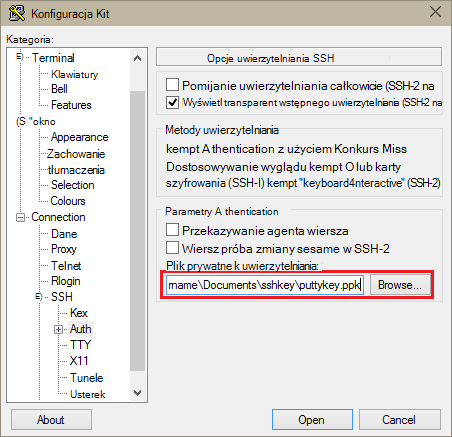 Konfiguracja Kit
Kategoria:
Terminal
Klawiatury
Bell
Features
(S "okno
Appearance
Zachowanie
tłumaczenia
Selection
Colours
Connection
Dane
Proxy
Telnet
Rlogin
SSH
Kex
Auth
TTY
X11
Tunele
Usterek
Opcje uwierzytelniania SSH
Pomijanie uwierzytelniania całkowicie (SSH-2 na
Wyświetl transparent wstępnego uwierzytelniania (SSH-2 na
Metody uwierzytelniania
kempt A thentication z użyciem Konkurs Miss
Dostosowywanie wyglądu kempt O lub karty
szyfrowania (SSH-I) kempt "keyboard4nteractive" (SSH-2)
Parametry A thentication
Przekazywanie agenta wiersza
Wiersz próba zmiany sesame w SSH-2
Plik prywatne k uwierzytelniania:
mame\Documents\sshkey\puttykey.ppk
Browse...
About
Open
Cancel